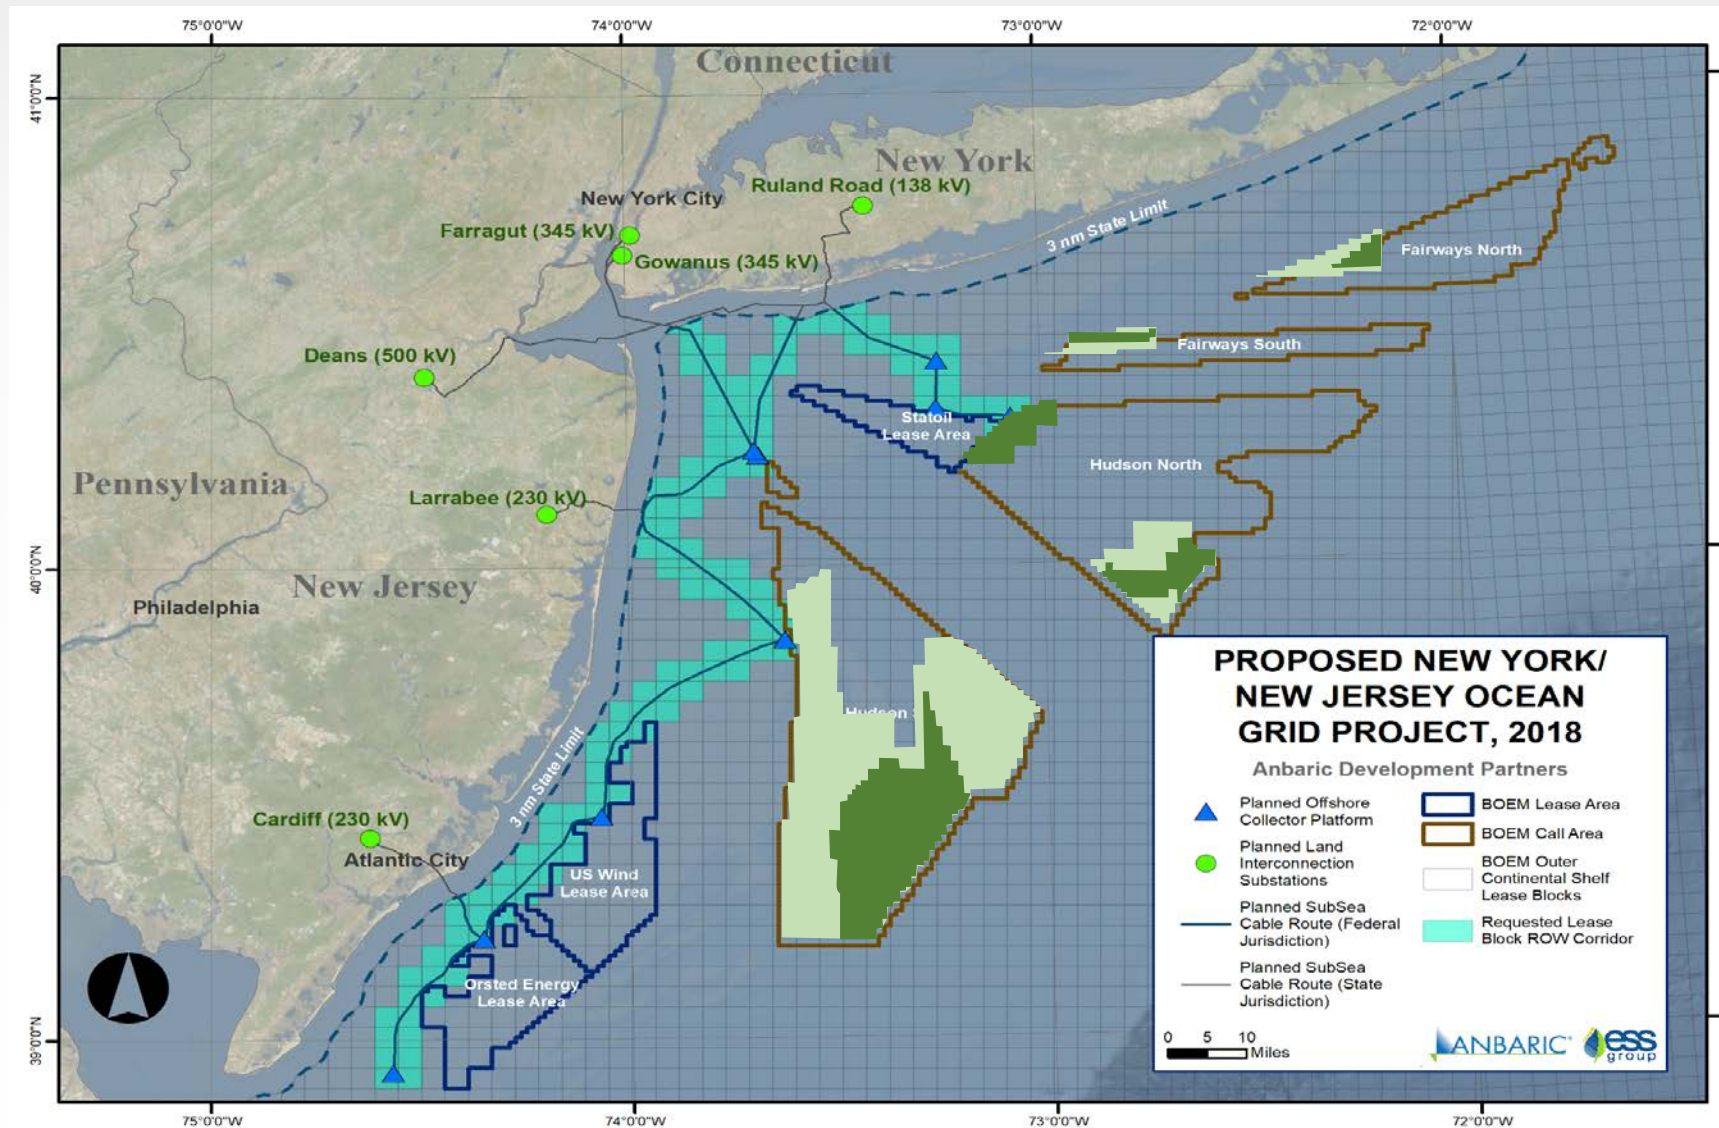 75°0'0"W
74°0'0"W
73°0'0"W
72°0'0"W
41°0'0"N
40°0'0"N
39°0'0"N
Connecticut
New York
Ruland Road (138 kV)
New York City
Farragut (345 kV)
Gowanus (345 kV)
3 nm State Limit
Fairways North
Fairways South
Deans (500 kV)
Statoil
Lease Area
Hudson North
Pennsylvania
Larrabee (230 kV)
New Jersey
Philadelphia
Hudson
3 nm State Limit
Cardiff (230 kV)
Atlantic City
US Wind
Lease Area
Orsted Energy
Lease Area
PROPOSED NEW YORK/
NEW JERSEY OCEAN
GRID PROJECT, 2018
Anbaric Development Partners
Planned Offshore
Collector Platform
Planned Land
Interconnection
Substations
Planned SubSea
Cable Route (Federal
Jurisdiction)
Planned SubSea
Cable Route (State
Jurisdiction)
BOEM Lease Area
BOEM Call Area
BOEM Outer
Continental Shelf
Lease Blocks
Requested Lease
Block ROW Corridor
0 5 10
Miles
ANBARIC
ess
group
75°0'0"W
74°0'0"W
73°0'0"W
72°0'0"W